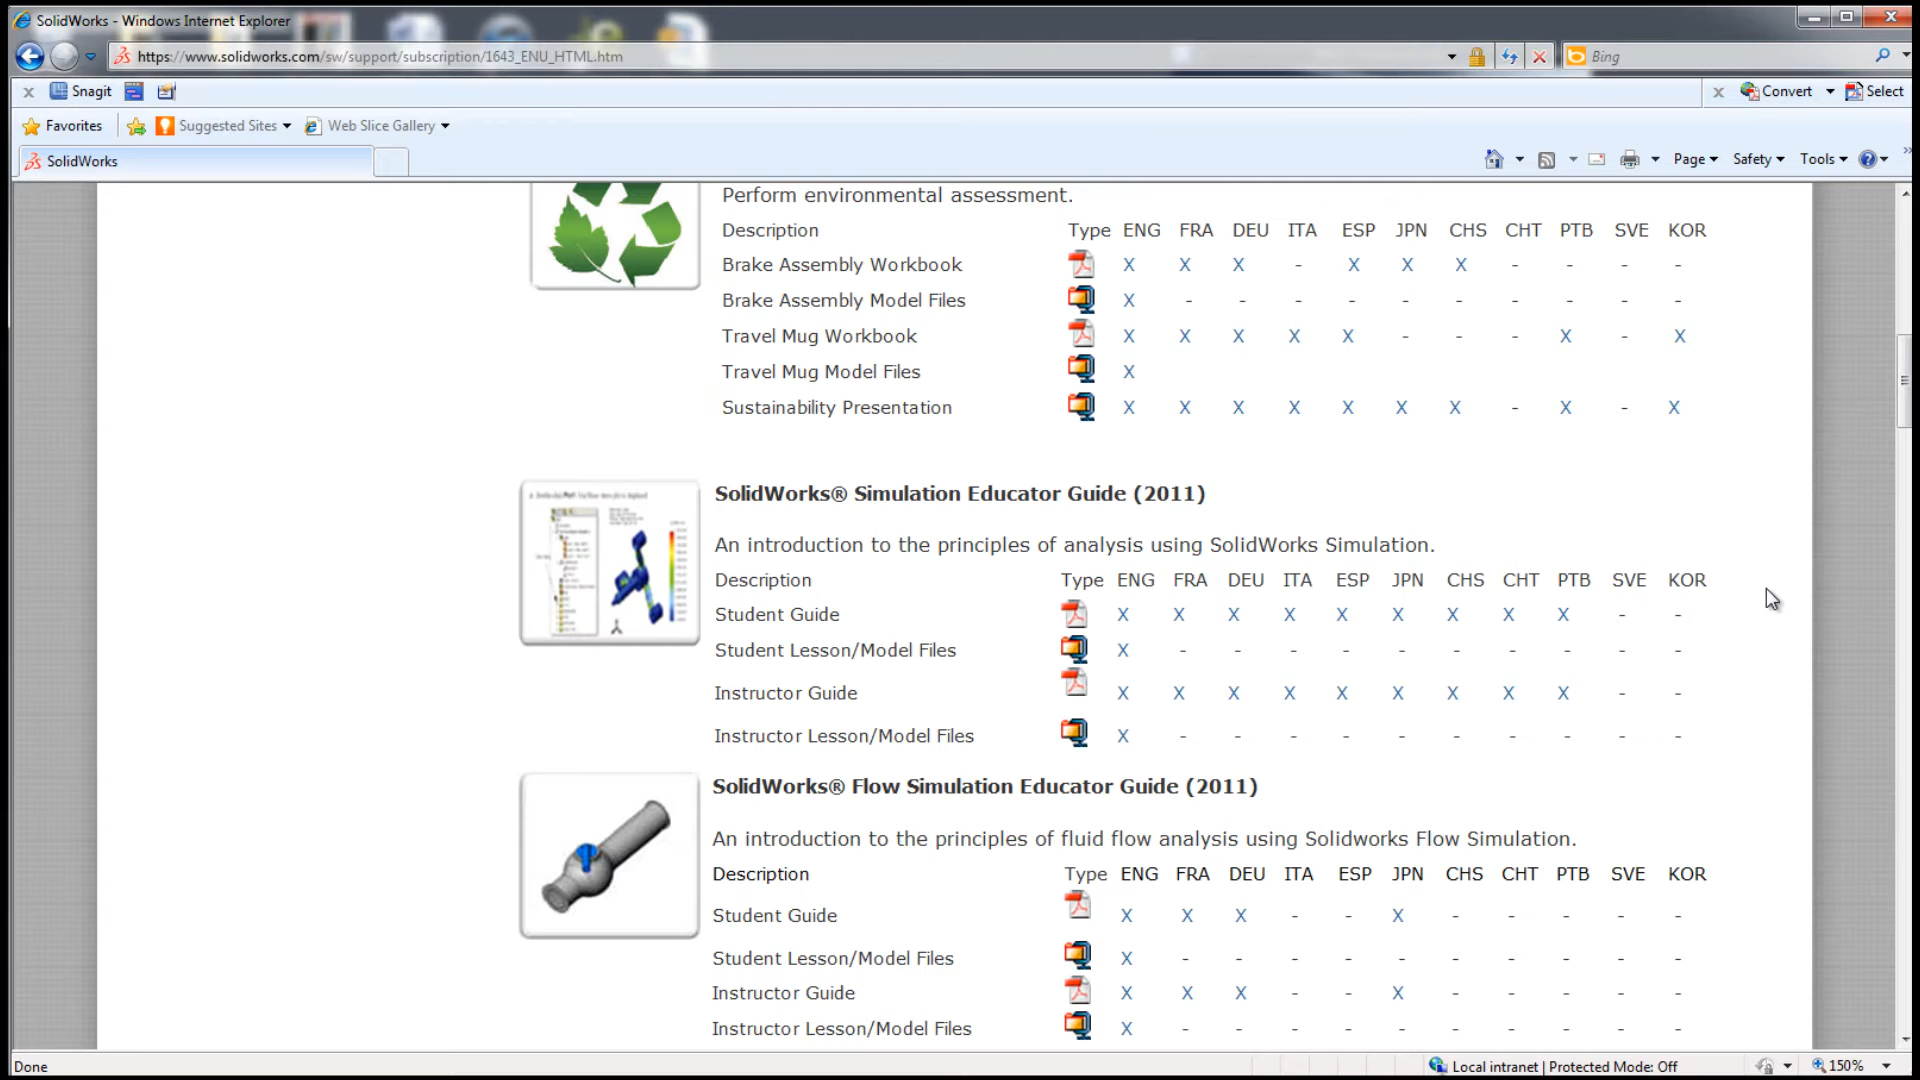 SolidWorks - Windows Internet Explorer
https://www.solidworks.com/sw/support/subscription/1643_ENU_HTML.htm
Bing
x Snagit
x Convert Select
Favorites Suggested Sites Web Slice Gallery
SolidWorks
Page Safety Tools
Perform environmental assessment.
Description Type ENG FRA DEU ITA ESP JPN CHS CHT PTB SVE KOR
Brake Assembly Workbook X X X - X X X - - - -
Brake Assembly Model Files X - - - - - - - - - -
Travel Mug Workbook X X X X X - - - X - X
Travel Mug Model Files X
Sustainability Presentation X X X X X X X - X - X
SolidWorks® Simulation Educator Guide (2011)
An introduction to the principles of analysis using SolidWorks Simulation.
Description Type ENG FRA DEU ITA ESP JPN CHS CHT PTB SVE KOR
Student Guide X X X X X X X X X - -
Student Lesson/Model Files X - - - - - - - - - -
Instructor Guide X X X X X X X X X - -
Instructor Lesson/Model Files X - - - - - - - - - -
SolidWorks® Flow Simulation Educator Guide (2011)
An introduction to the principles of fluid flow analysis using Solidworks Flow Simulation.
Description Type ENG FRA DEU ITA ESP JPN CHS CHT PTB SVE KOR
Student Guide X X X - - X - - - - -
Student Lesson/Model Files X - - - - - - - - - -
Instructor Guide X X X - - X - - - - -
Instructor Lesson/Model Files X - - - - - - - - - -
Done
Local intranet | Protected Mode: Off
150%